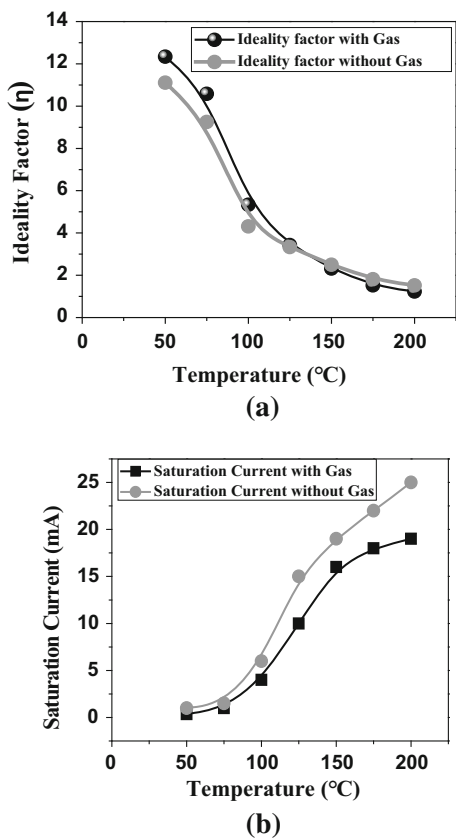 14
12
10
8
6
4
2
0
Ideality Factor (η)
Ideality factor with Gas
Ideality factor without Gas
0 50 100 150 200
Temperature (°C)
(a)
25
20
15
10
5
0
Saturation Current (mA)
Saturation Current with Gas
Saturation Current without Gas
0 50 100 150 200
Temperature (°C)
(b)